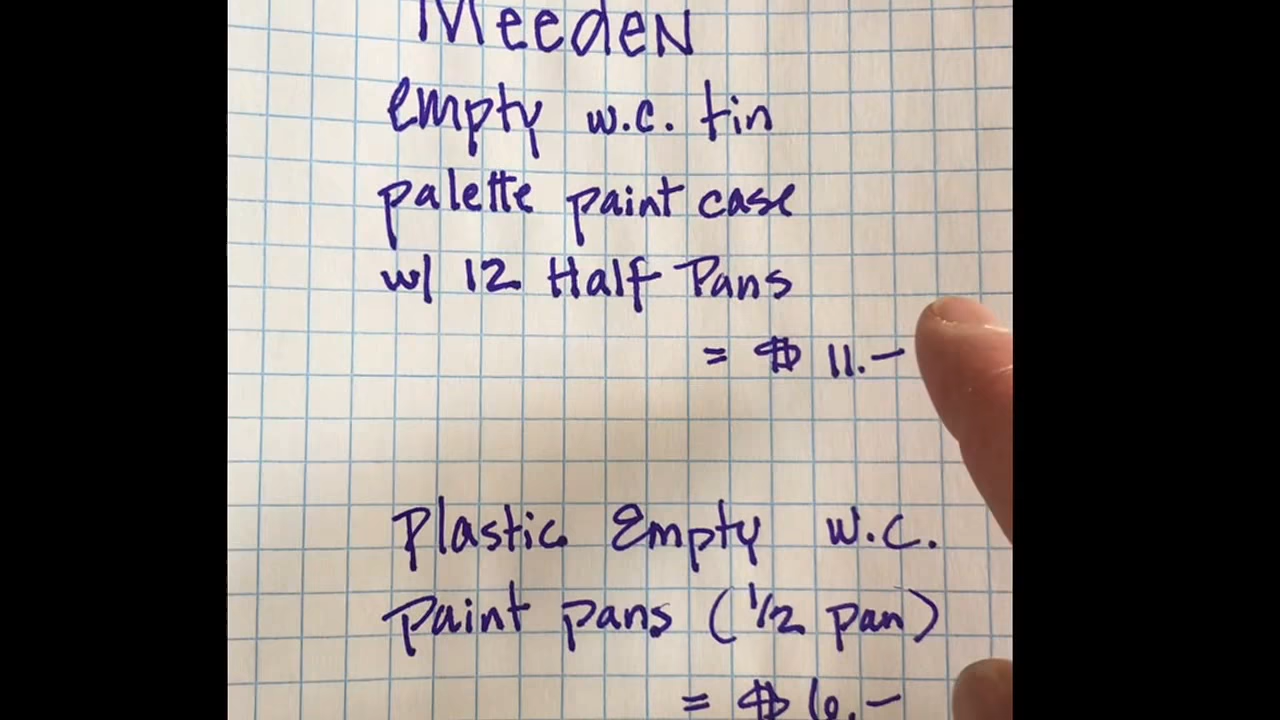 Meeden
empty w.c. tin
palette paint case
w/ 12 Half Pans
= $ 11.–
Plastic Empty w.c.
paint pans (1/2 pan)
= $ 6.–